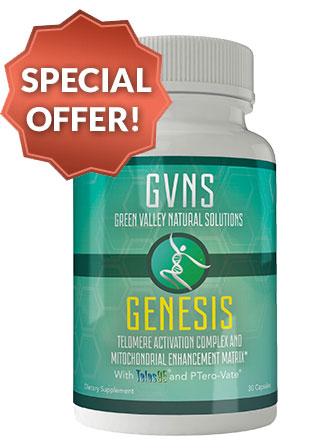 SPECIAL
OFFER!
GVNS
GREEN VALLEY NATURAL SOLUTIONS
GENESIS
TELOMERE ACTIVATION COMPLEX AND
MITOCHONDRIAL ENHANCEMENT MATRIX*
With Telos95® and PTero-Vate®
Dietary Supplement
30 Capsules